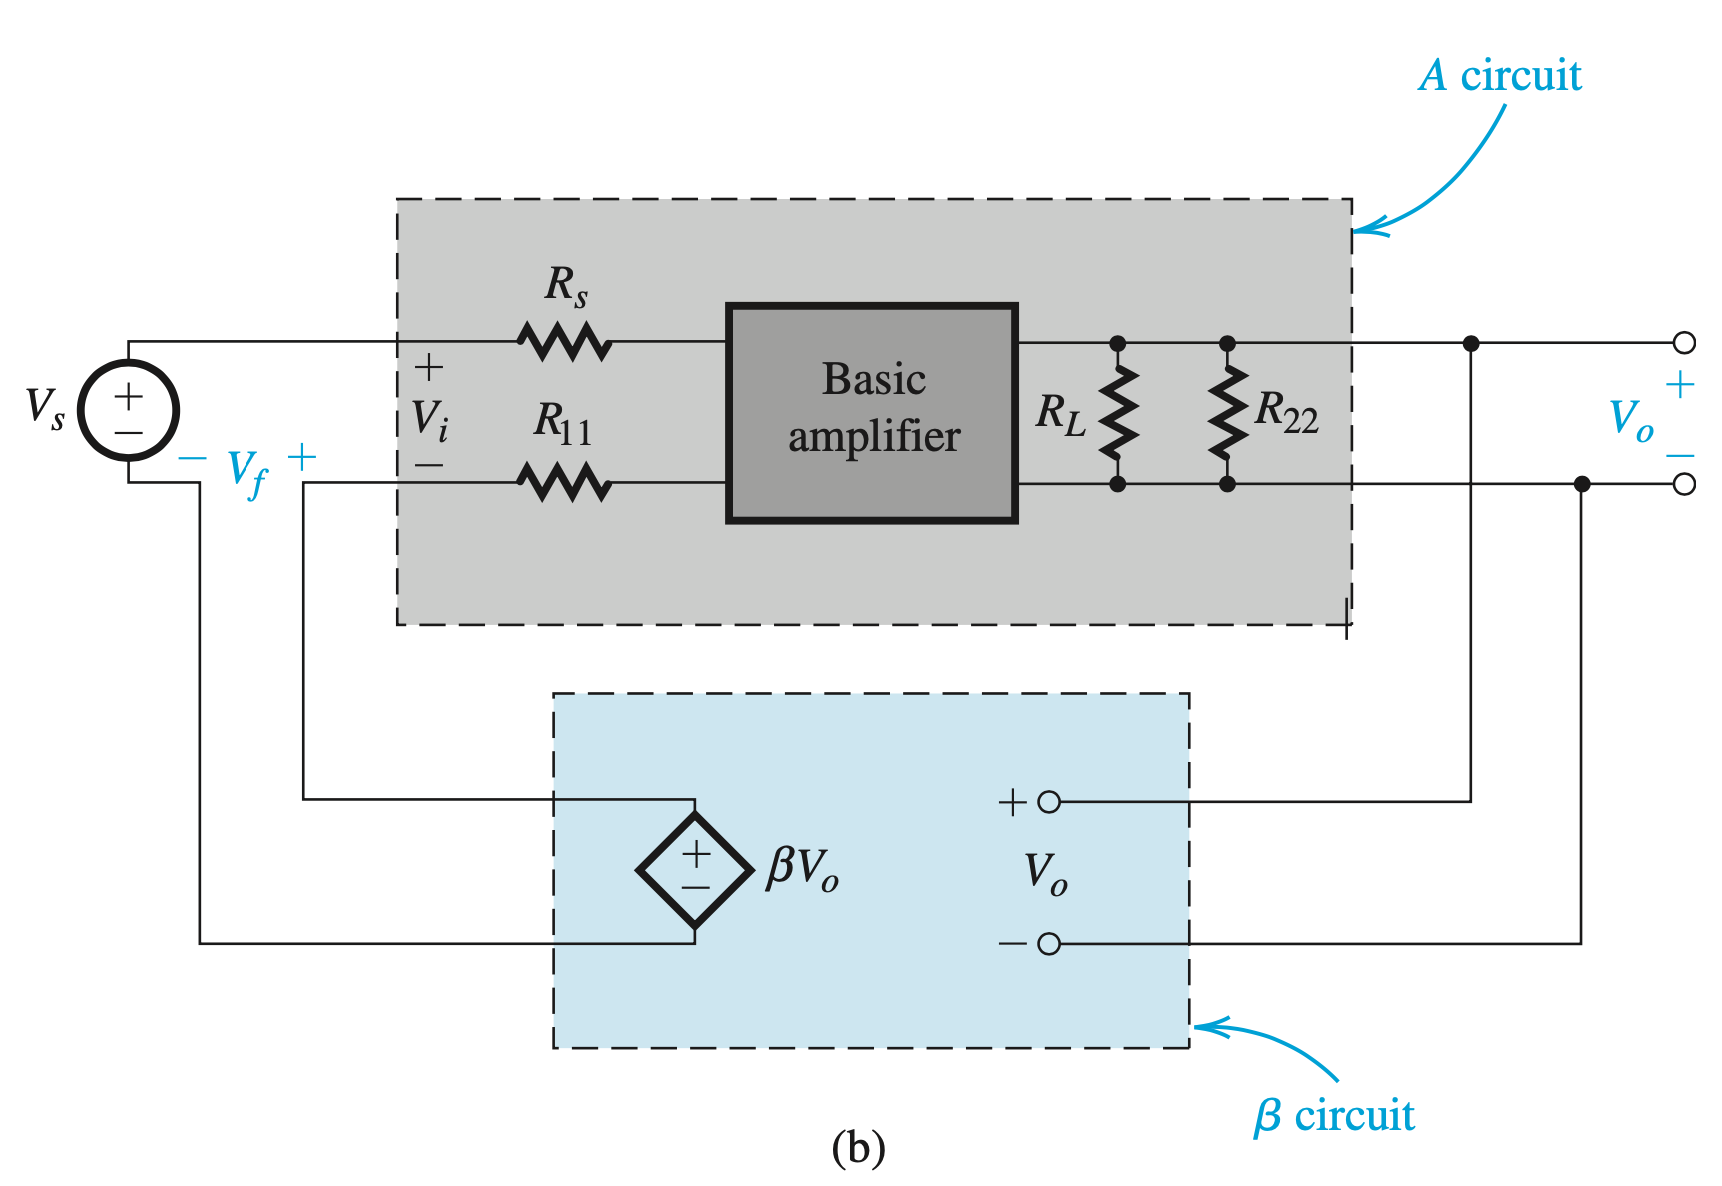 A circuit
R_s
+
V_i
−
R_11
Basic
amplifier
R_L
R_22
+
V_o
−
V_s
+
−
− V_f +
+
−
βV_o
+
V_o
−
β circuit
(b)